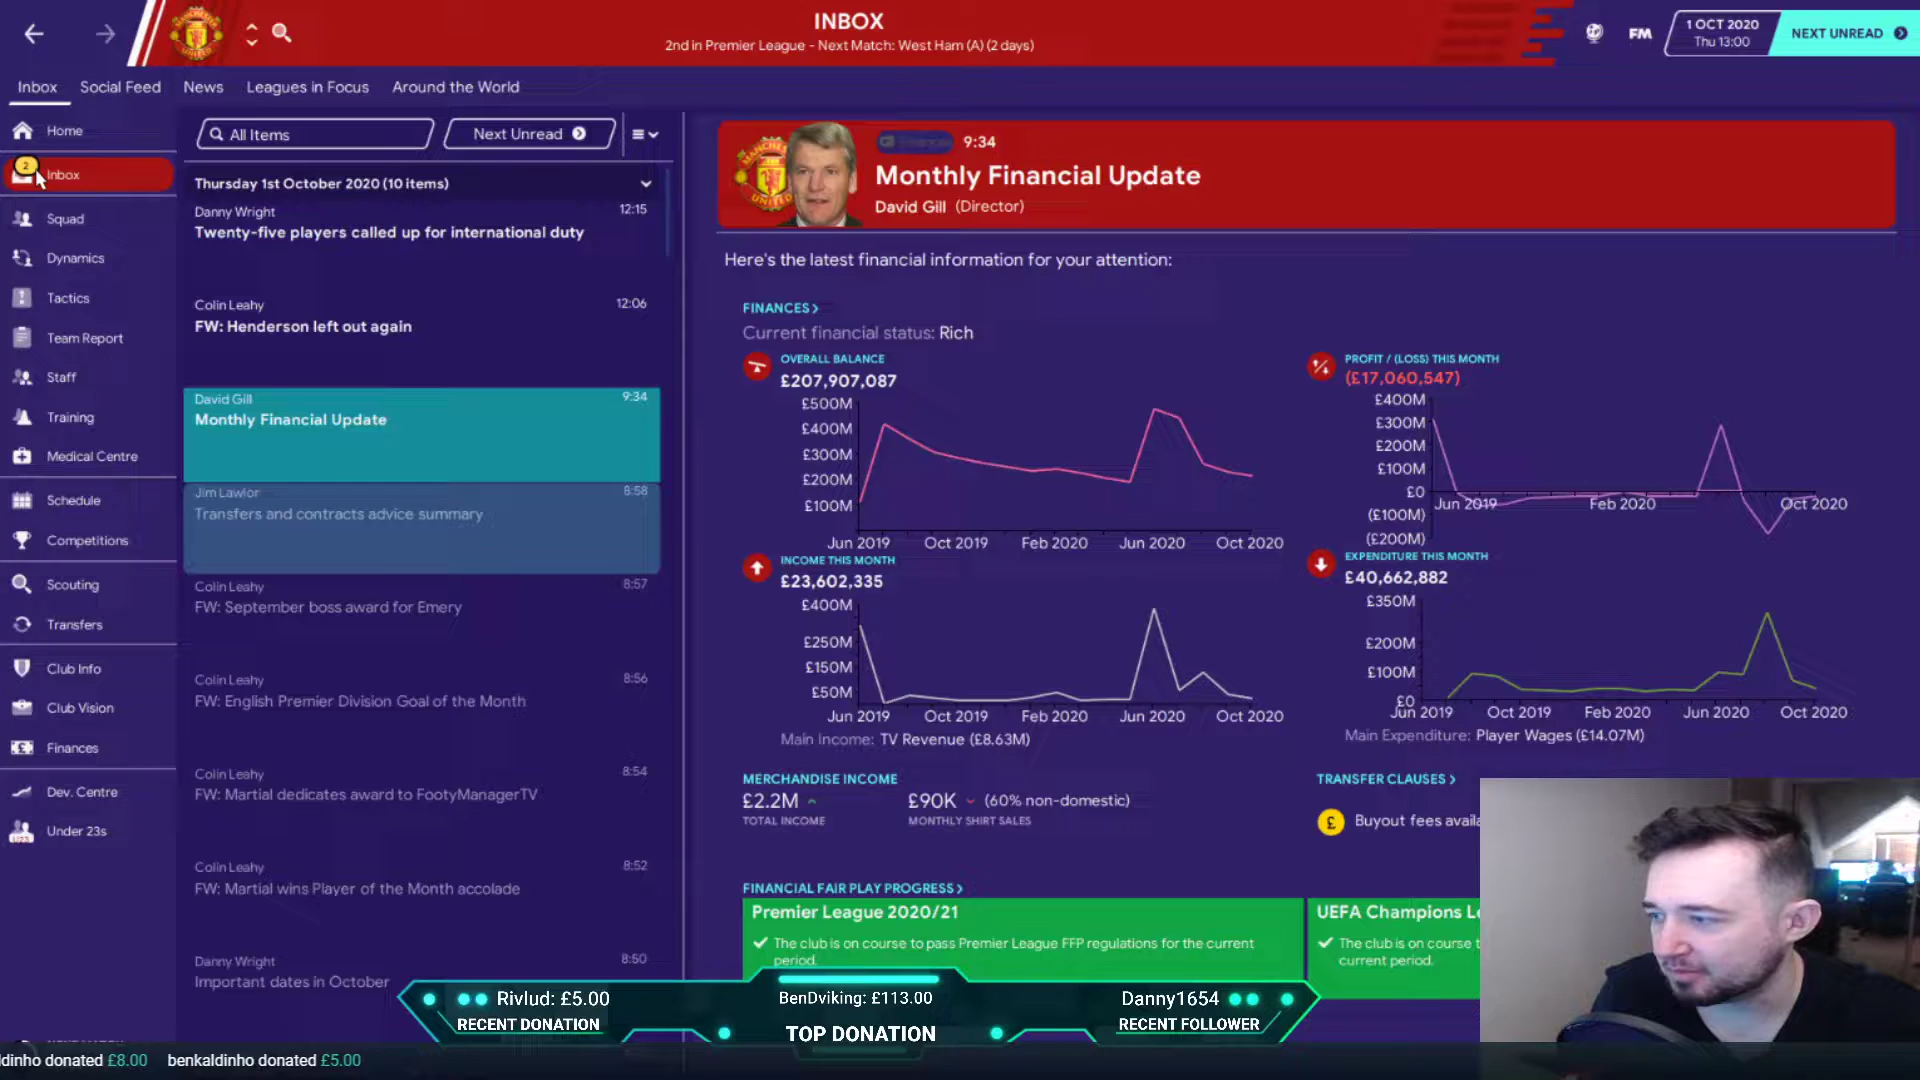 INBOX
2nd in Premier League - Next Match: West Ham (A) (2 days)
FM
1 OCT 2020
Thu 13:00
NEXT UNREAD
Inbox
Social Feed
News
Leagues in Focus
Around the World
Home
2
Inbox
Squad
Dynamics
Tactics
Team Report
Staff
Training
Medical Centre
Schedule
Competitions
Scouting
Transfers
Club Info
Club Vision
Finances
Dev. Centre
Under 23s
All Items
Next Unread
Thursday 1st October 2020 (10 items)
Danny Wright 12:15
Twenty-five players called up for international duty
Colin Leahy 12:06
FW: Henderson left out again
David Gill 9:34
Monthly Financial Update
Jim Lawlor 8:58
Transfers and contracts advice summary
Colin Leahy 8:57
FW: September boss award for Emery
Colin Leahy 8:56
FW: English Premier Division Goal of the Month
Colin Leahy 8:54
FW: Martial dedicates award to FootyManagerTV
Colin Leahy 8:52
FW: Martial wins Player of the Month accolade
Danny Wright 8:50
Important dates in October
9:34
Monthly Financial Update
David Gill (Director)
Here's the latest financial information for your attention:
FINANCES >
Current financial status: Rich
OVERALL BALANCE
£207,907,087
£500M
£400M
£300M
£200M
£100M
Jun 2019 Oct 2019 Feb 2020 Jun 2020 Oct 2020
PROFIT / (LOSS) THIS MONTH
(£17,060,547)
£400M
£300M
£200M
£100M
£0
(£100M)
(£200M)
Jun 2019 Feb 2020 Oct 2020
INCOME THIS MONTH
£23,602,335
£400M
£250M
£150M
£50M
Jun 2019 Oct 2019 Feb 2020 Jun 2020 Oct 2020
Main Income: TV Revenue (£8.63M)
EXPENDITURE THIS MONTH
£40,662,882
£350M
£200M
£100M
£0
Jun 2019 Oct 2019 Feb 2020 Jun 2020 Oct 2020
Main Expenditure: Player Wages (£14.07M)
MERCHANDISE INCOME
£2.2M £90K (60% non-domestic)
TOTAL INCOME MONTHLY SHIRT SALES
TRANSFER CLAUSES >
£ Buyout fees availa
FINANCIAL FAIR PLAY PROGRESS >
Premier League 2020/21
The club is on course to pass Premier League FFP regulations for the current
period.
UEFA Champions Le
The club is on course t
current period.
Rivlud: £5.00
RECENT DONATION
BenDviking: £113.00
TOP DONATION
Danny1654
RECENT FOLLOWER
ldinho donated £8.00 benkaldinho donated £5.00